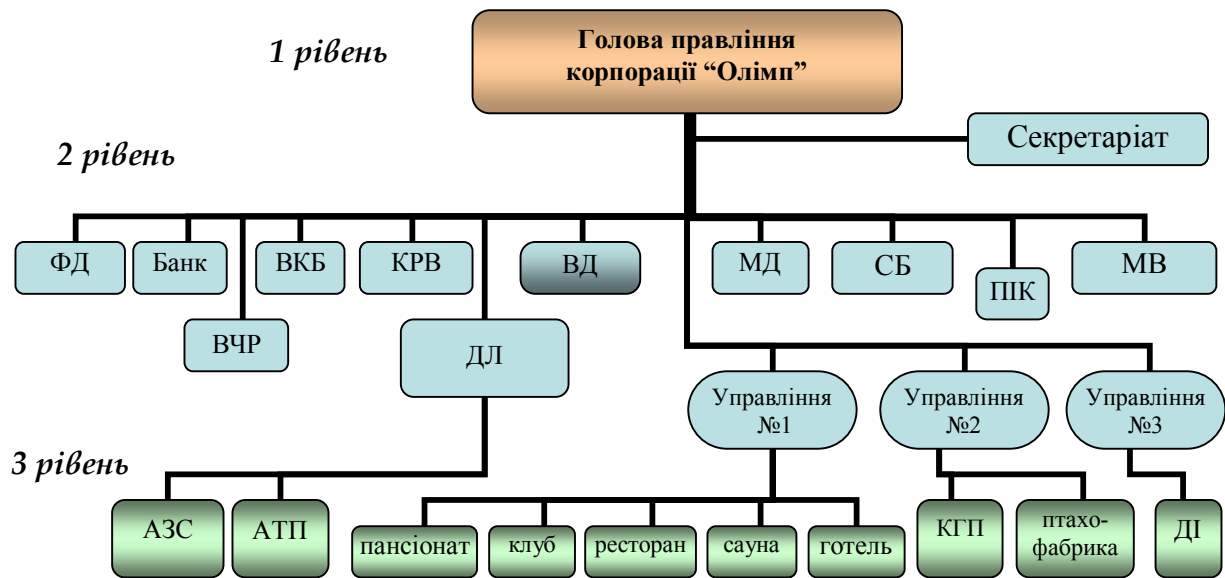 1 рівень
Голова правління
корпорації “Олімп”
Секретаріат
2 рівень
ФД
Банк
ВКБ
КРВ
ВД
МД
СБ
ПІК
МВ
ВЧР
ДЛ
Управління
№1
Управління
№2
Управління
№3
3 рівень
АЗС
АТП
пансіонат
клуб
ресторан
сауна
готель
КГП
птахо-
фабрика
ДІ